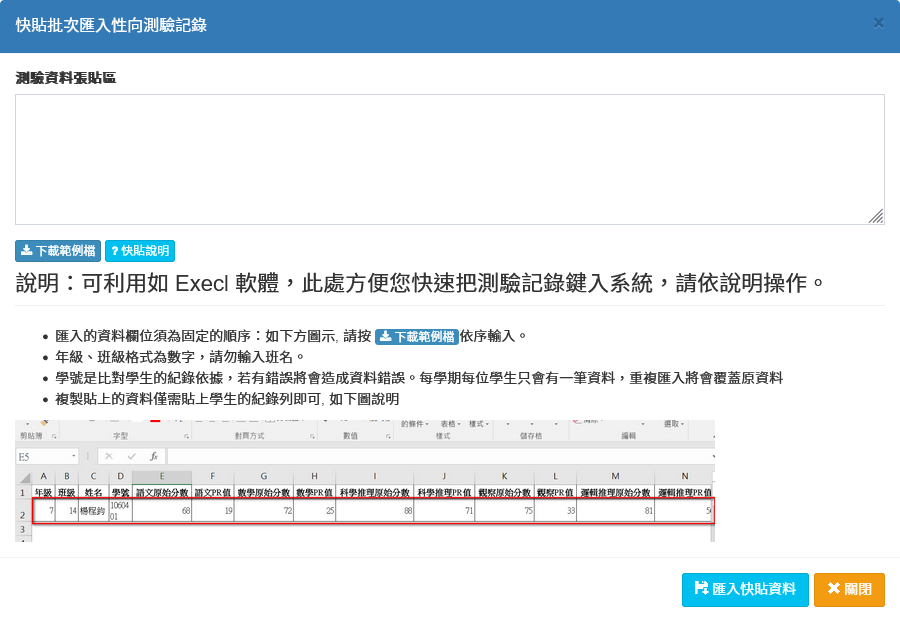 快貼批次匯入性向測驗記錄
×
測驗資料張貼區
下載範例檔 ? 快貼說明
說明：可利用如 Execl 軟體，此處方便您快速把測驗記錄鍵入系統，請依說明操作。
匯入的資料欄位須為固定的順序：如下方圖示, 請按 下載範例檔 依序輸入。
年級、班級格式為數字，請勿輸入班名。
學號是比對學生的紀錄依據，若有錯誤將會造成資料錯誤。每學期每位學生只會有一筆資料，重複匯入將會覆蓋原資料
複製貼上的資料僅需貼上學生的紀錄列即可, 如下圖說明
的條件 表格 樣式 選取
剪貼簿 字型 對齊方式 數值 樣式 儲存格 編輯
E5 fx
A B C D E F G H I J K L M N
1 年級 班級 姓名 學號 語文原始分數 語文PR值 數學原始分數 數學PR值 科學推理原始分數 科學推理PR值 觀察原始分數 觀察PR值 邏輯推理原始分數 邏輯推理PR值
2 7 14 楊程鈞 1060401 68 19 72 25 88 71 75 33 81
3
匯入快貼資料 關閉